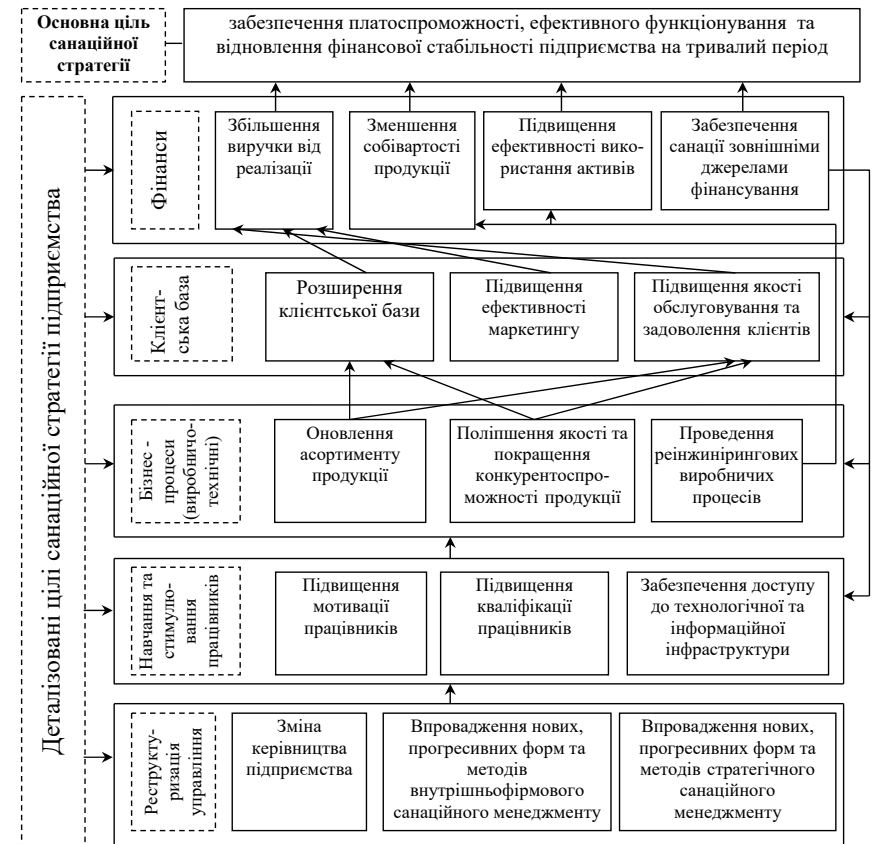 Основна ціль
санаційної
стратегії
забезпечення платоспроможності, ефективного функціонування та
відновлення фінансової стабільності підприємства на тривалий період
Деталізовані цілі санаційної стратегії підприємства
Фінанси
Збільшення
виручки від
реалізації
Зменшення
собівартості
продукції
Підвищення
ефективності вико-
ристання активів
Забезпечення
санації зовнішніми
джерелами
фінансування
Клієнт-
ська база
Розширення
клієнтської бази
Підвищення
ефективності
маркетингу
Підвищення якості
обслуговування та
задоволення клієнтів
Бізнес -
процеси
(виробничо-
технічні)
Оновлення
асортименту
продукції
Поліпшення якості та
покращення
конкурентоспро-
можності продукції
Проведення
реінжинірингових
виробничих
процесів
Навчання та
стимулю-
вання
працівників
Підвищення
мотивації
працівників
Підвищення
кваліфікації
працівників
Забезпечення доступу
до технологічної та
інформаційної
інфраструктури
Реструкту-
ризація
управління
Зміна
керівництва
підприємства
Впровадження нових,
прогресивних форм та
методів
внутрішньофірмового
санаційного менеджменту
Впровадження нових,
прогресивних форм та
методів стратегічного
санаційного
менеджменту